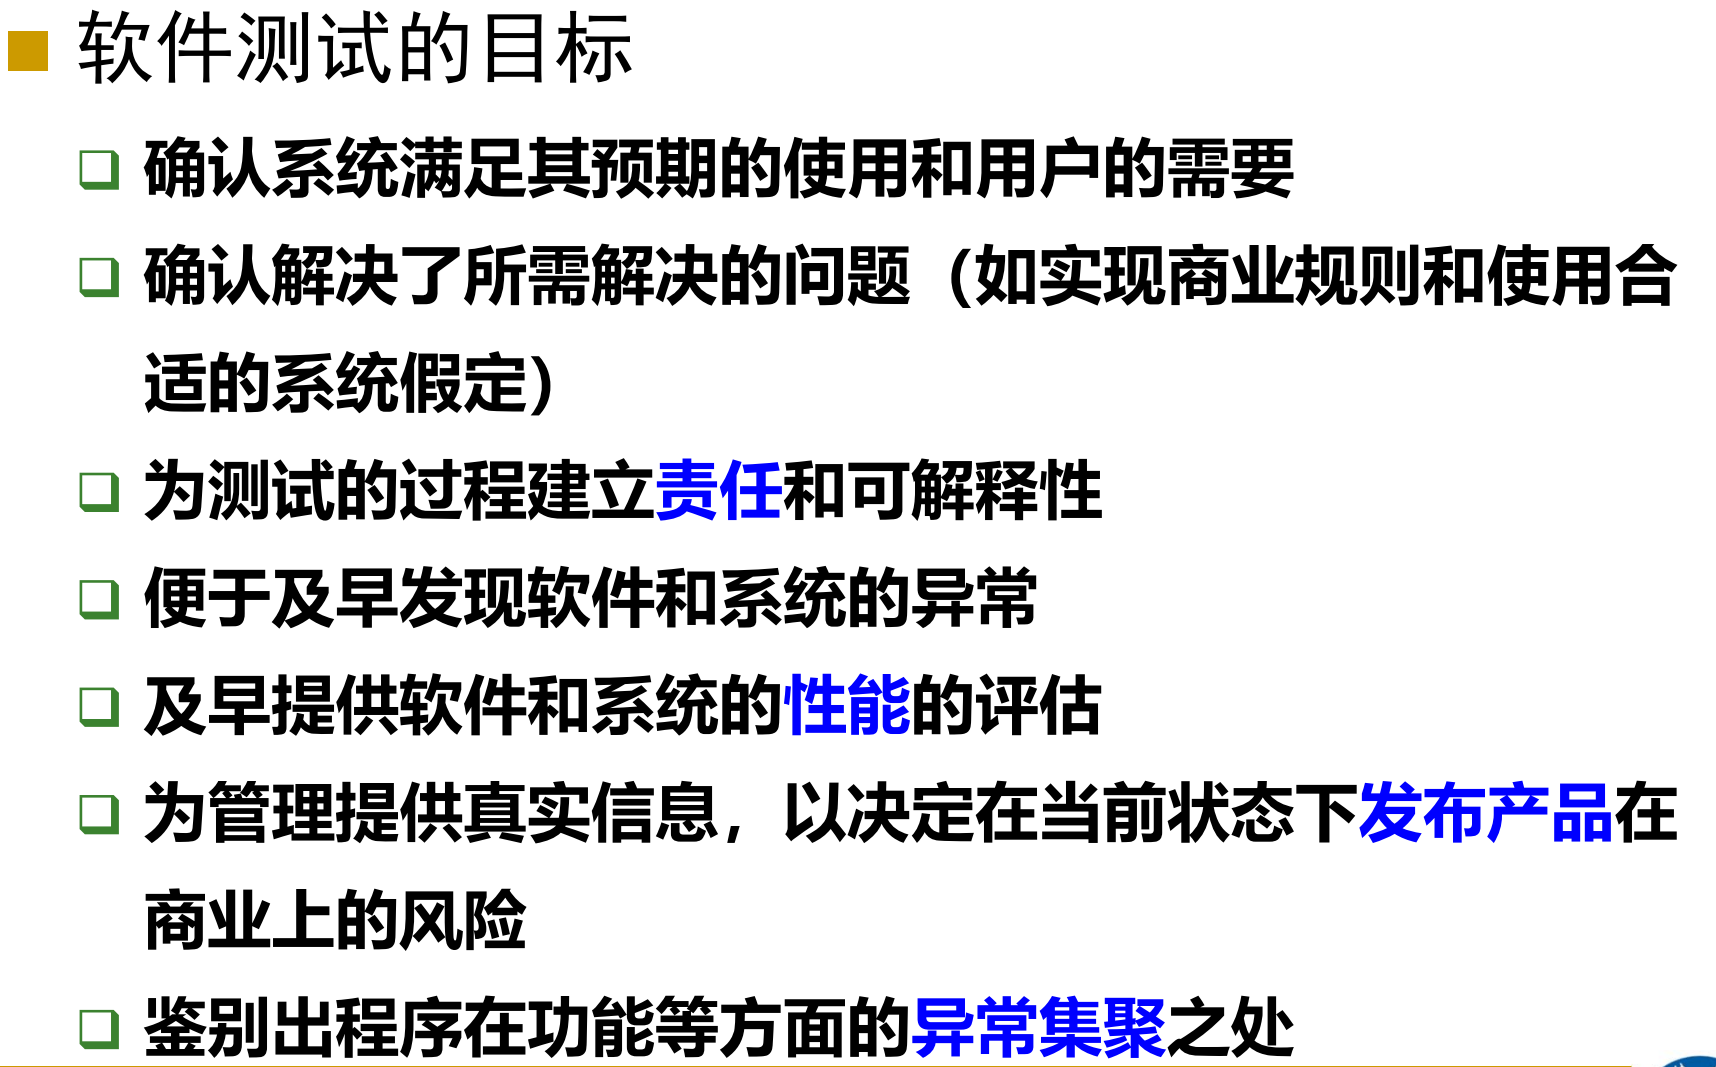 软件测试的目标
确认系统满足其预期的使用和用户的需要
确认解决了所需解决的问题（如实现商业规则和使用合
适的系统假定）
为测试的过程建立责任和可解释性
便于及早发现软件和系统的异常
及早提供软件和系统的性能的评估
为管理提供真实信息，以决定在当前状态下发布产品在
商业上的风险
鉴别出程序在功能等方面的异常集聚之处